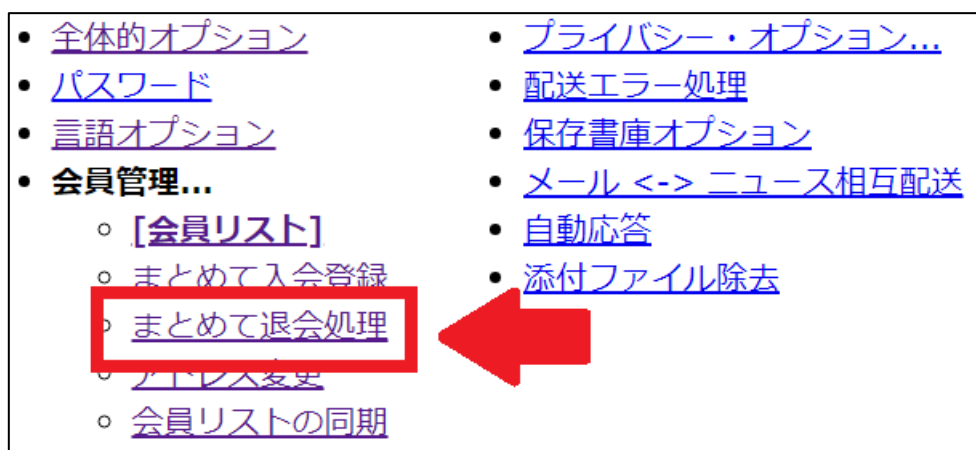 全体的オプション
パスワード
言語オプション
会員管理...
[会員リスト]
まとめて入会登録
まとめて退会処理
アドレス変更
会員リストの同期
プライバシー・オプション...
配送エラー処理
保存書庫オプション
メール <-> ニュース相互配送
自動応答
添付ファイル除去